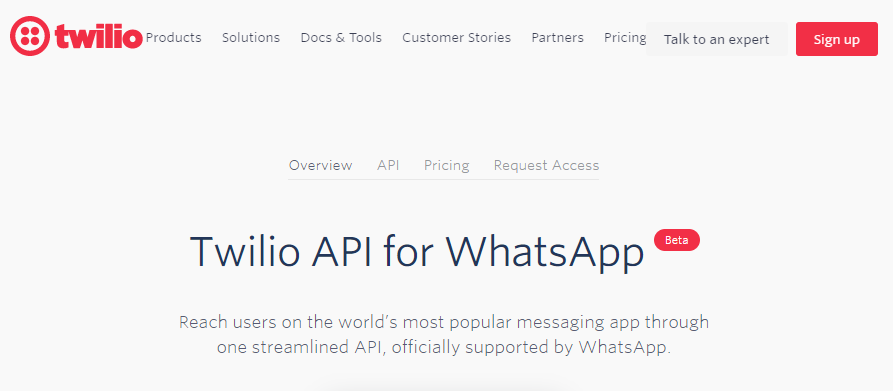 twilio Products Solutions Docs & Tools Customer Stories Partners Pricing Talk to an expert Sign up
Overview API Pricing Request Access
Twilio API for WhatsApp Beta
Reach users on the world’s most popular messaging app through
one streamlined API, officially supported by WhatsApp.